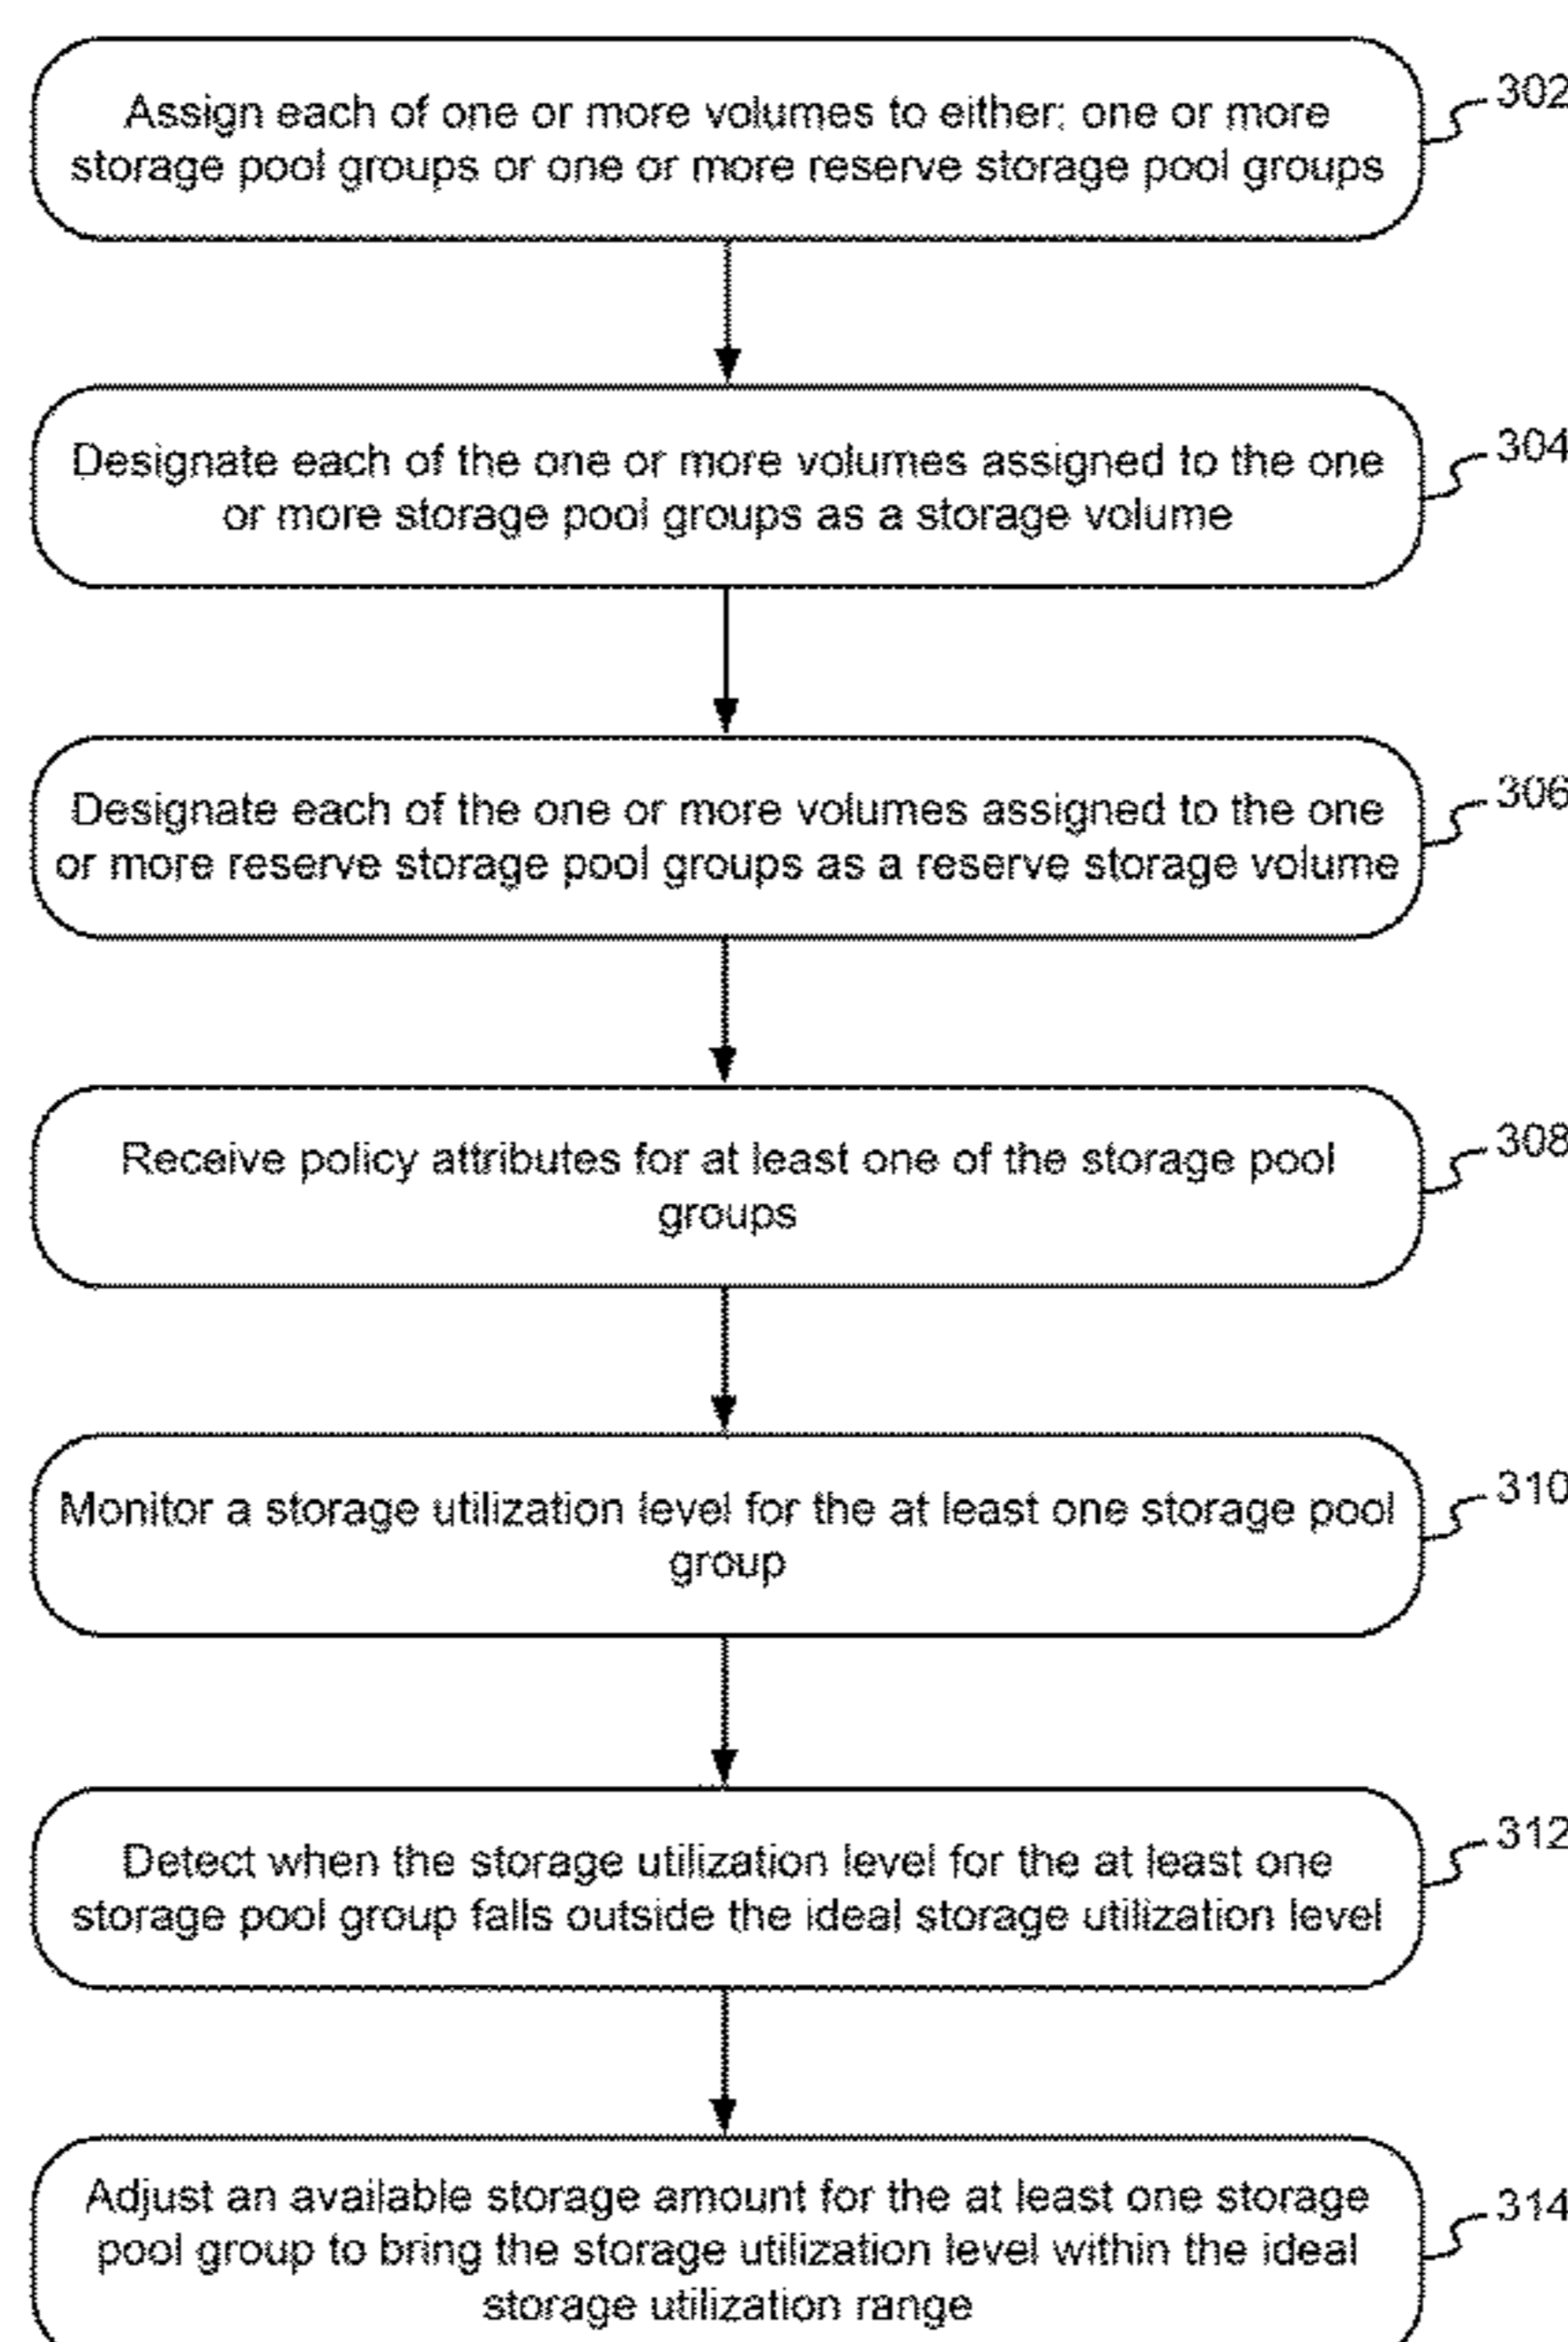 Assign each of one or more volumes to either: one or more
storage pool groups or one or more reserve storage pool groups
302
Designate each of the one or more volumes assigned to the one
or more storage pool groups as a storage volume
304
Designate each of the one or more volumes assigned to the one
or more reserve storage pool groups as a reserve storage volume
306
Receive policy attributes for at least one of the storage pool
groups
308
Monitor a storage utilization level for the at least one storage pool
group
310
Detect when the storage utilization level for the at least one
storage pool group falls outside the ideal storage utilization level
312
Adjust an available storage amount for the at least one storage
pool group to bring the storage utilization level within the ideal
storage utilization range
314